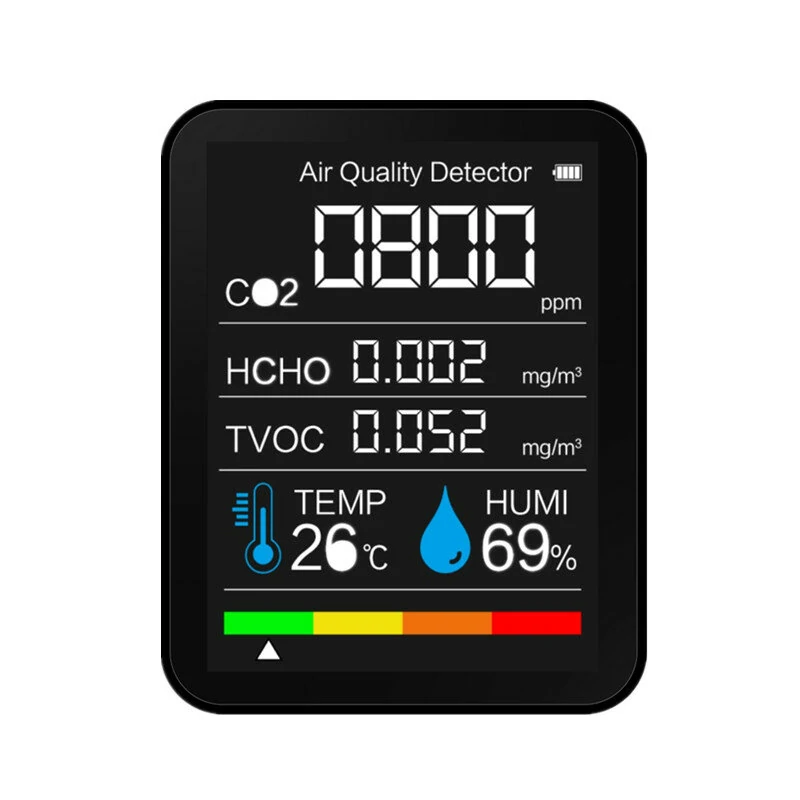 Air Quality Detector
CO2 0800 ppm
HCHO 0.002 mg/m³
TVOC 0.052 mg/m³
TEMP HUMI
26℃ 69%